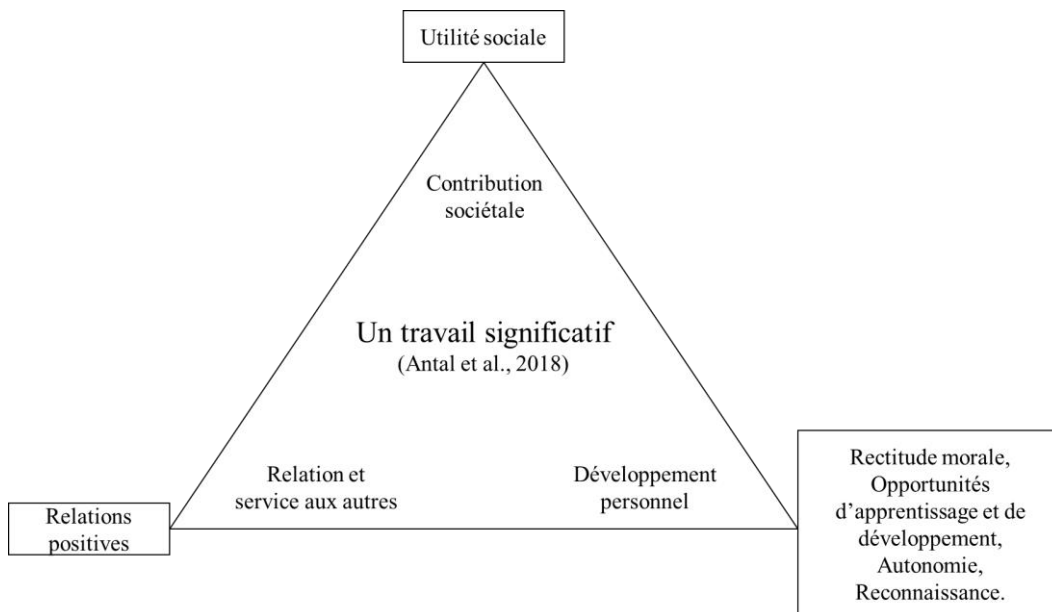 Utilité sociale
Contribution
sociétale
Un travail significatif
(Antal et al., 2018)
Relation et
service aux autres
Développement
personnel
Relations
positives
Rectitude morale,
Opportunités
d’apprentissage et de
développement,
Autonomie,
Reconnaissance.